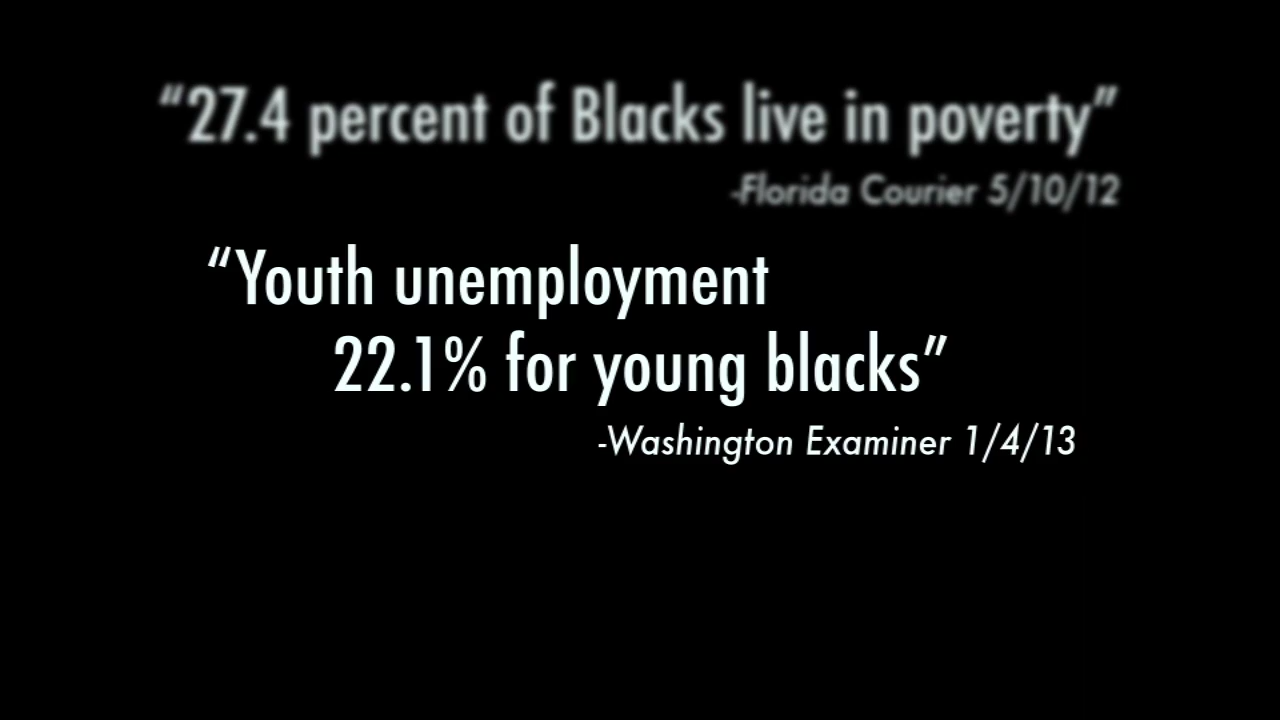 “27.4 percent of Blacks live in poverty”
-Florida Courier 5/10/12
“Youth unemployment
22.1% for young blacks”
-Washington Examiner 1/4/13